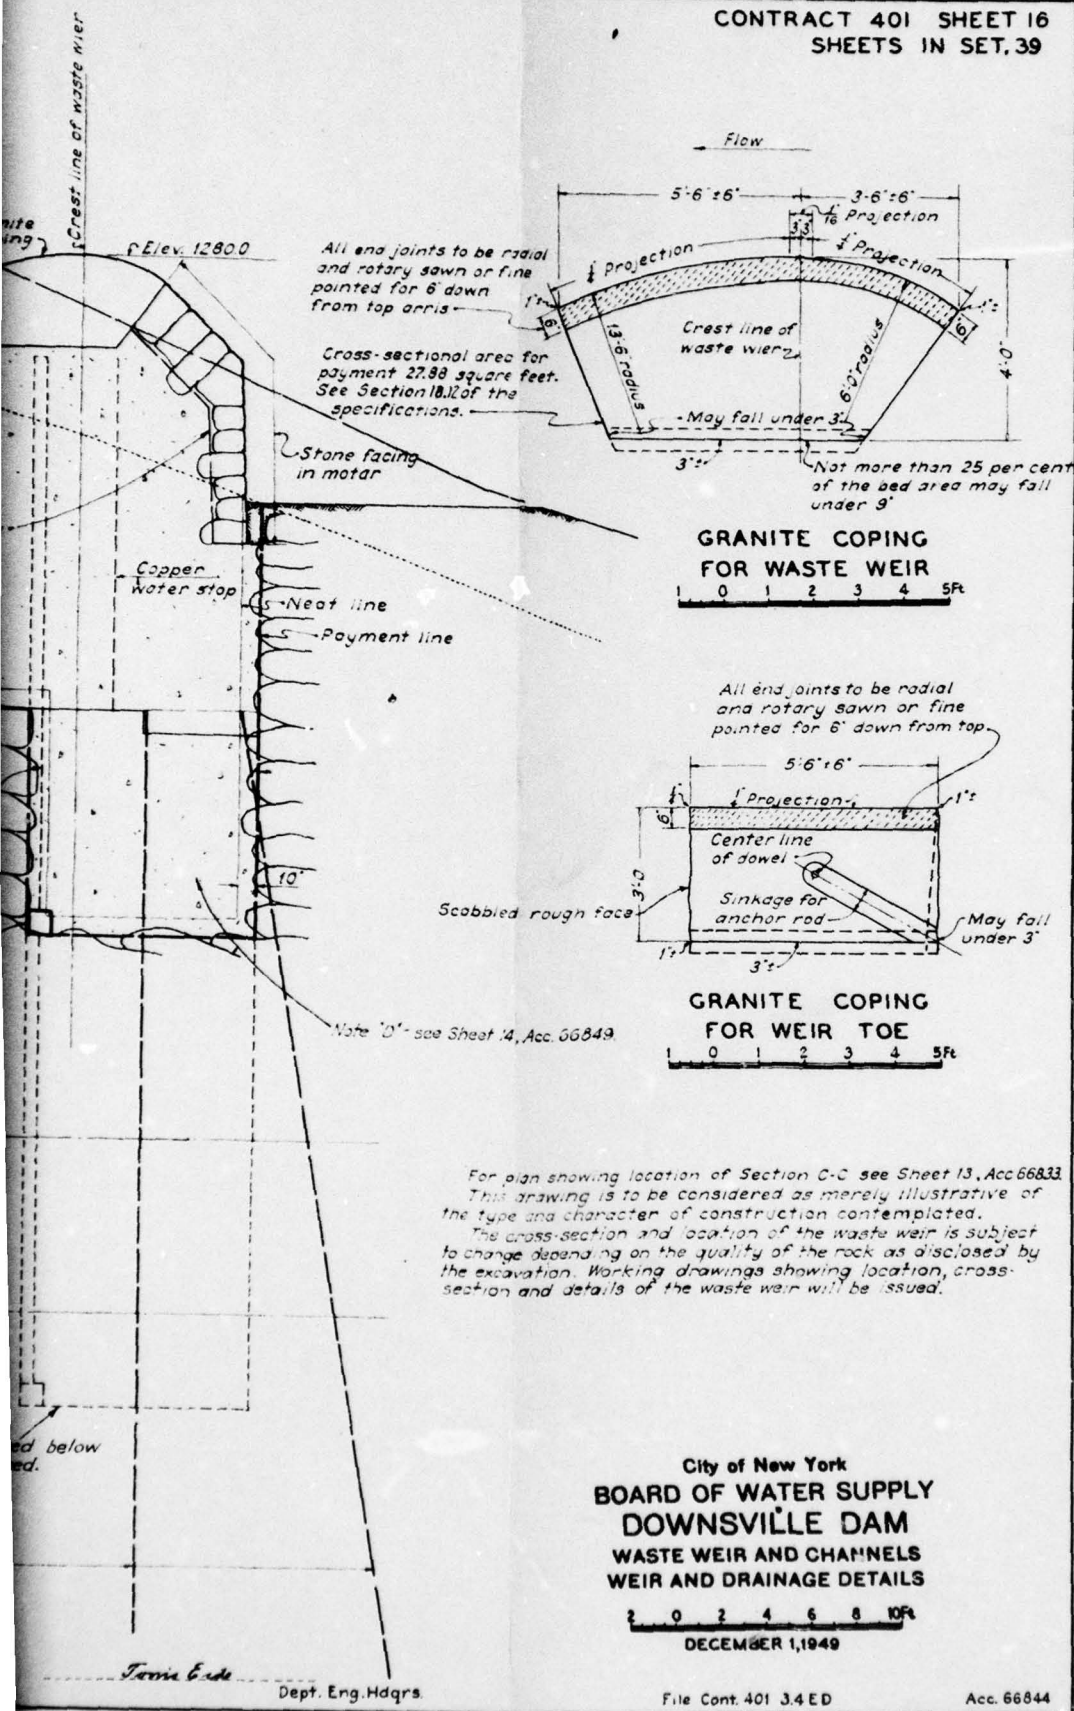 CONTRACT 401 SHEET 16
SHEETS IN SET. 39
Crest line of waste wier
Elev. 1280.0
Flow
5'-6"±6"
3'-6"±6"
1/16" Projection
3" 3"
Projection
Projection
1"±
1"±
6"
6"
13'-6" radius
6'-0" radius
4'-0"
All end joints to be radial
and rotary sawn or fine
pointed for 6" down
from top arris
Crest line of
waste wier
Cross-sectional area for
payment 27.88 square feet.
See Section 18.12 of the
specifications.
May fall under 3"
3"±
Not more than 25 per cent
of the bed area may fall
under 9"
Stone facing
in motar
GRANITE COPING
FOR WASTE WEIR
1 0 1 2 3 4 5Ft
Copper
water stop
Neat line
Payment line
All end joints to be radial
and rotary sawn or fine
pointed for 6" down from top
5'-6"±6"
Projection
1"±
6"
Center line
of dowel
3'-0
Sinkage for
anchor rod
Scabbled rough face
May fall
under 3"
1"±
3"±
10"
GRANITE COPING
FOR WEIR TOE
1 0 1 2 3 4 5Ft
Note "D"- see Sheet 14, Acc. 66849.
For plan showing location of Section C-C see Sheet 13, Acc 66833.
This drawing is to be considered as merely illustrative of
the type and character of construction contemplated.
The cross-section and location of the waste weir is subject
to change depending on the quality of the rock as disclosed by
the excavation. Working drawings showing location, cross-
section and details of the waste weir will be issued.
below
City of New York
BOARD OF WATER SUPPLY
DOWNSVILLE DAM
WASTE WEIR AND CHANNELS
WEIR AND DRAINAGE DETAILS
2 0 2 4 6 8 10Ft
DECEMBER 1, 1949
Dept. Eng. Hdqrs.
File Cont. 401 3.4 ED
Acc. 66844